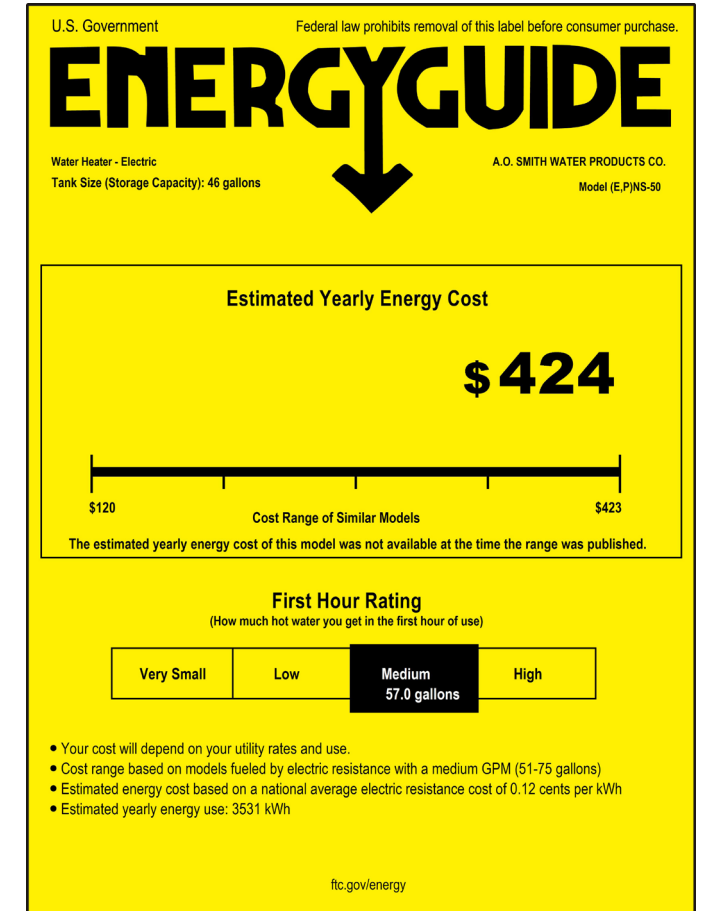 U.S. Government Federal law prohibits removal of this label before consumer purchase.
ENERGYGUIDE
Water Heater - Electric A.O. SMITH WATER PRODUCTS CO.
Tank Size (Storage Capacity): 46 gallons Model (E,P)NS-50
Estimated Yearly Energy Cost
$424
$120 $423
Cost Range of Similar Models
The estimated yearly energy cost of this model was not available at the time the range was published.
First Hour Rating
(How much hot water you get in the first hour of use)
Very Small Low Medium High
57.0 gallons
• Your cost will depend on your utility rates and use.
• Cost range based on models fueled by electric resistance with a medium GPM (51-75 gallons)
• Estimated energy cost based on a national average electric resistance cost of 0.12 cents per kWh
• Estimated yearly energy use: 3531 kWh
ftc.gov/energy